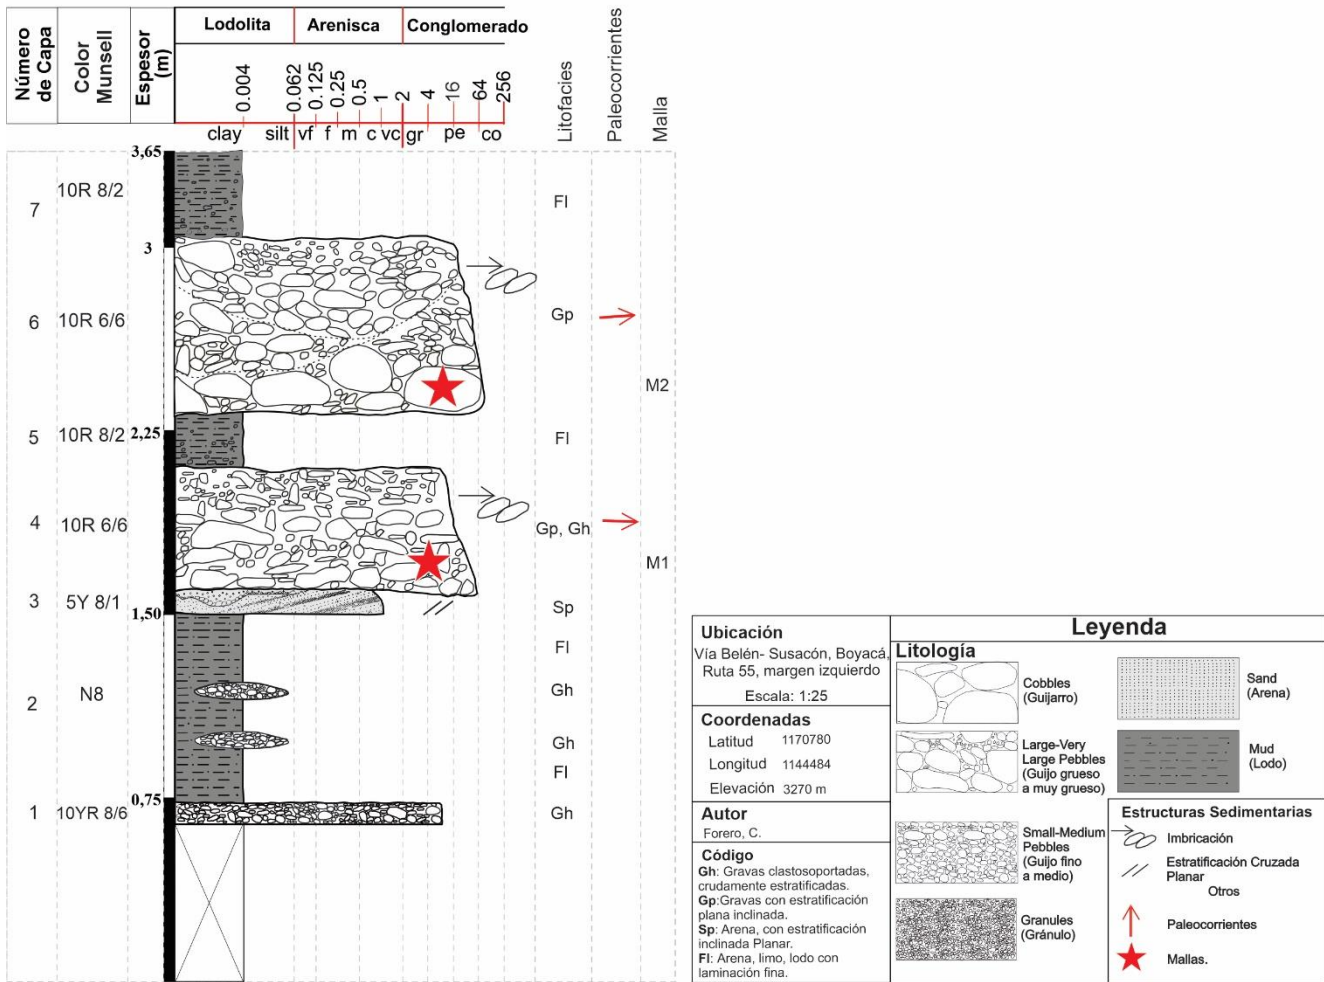 Número
de Capa
Color
Munsell
Espesor
(m)
Lodolita
Arenisca
Conglomerado
0.004
0.062
0.125
0.25
0.5
1
2
4
16
64
256
clay
silt
vf
f
m
c
vc
gr
pe
co
Litofacies
Paleocorrientes
Malla
3,65
7
10R 8/2
Fl
3
6
10R 6/6
Gp
M2
5
10R 8/2
2,25
Fl
4
10R 6/6
Gp, Gh
M1
3
5Y 8/1
1,50
Sp
Fl
2
N8
Gh
Gh
Fl
0,75
1
10YR 8/6
Gh
Ubicación
Vía Belén- Susacón, Boyacá,
Ruta 55, margen izquierdo
Escala: 1:25
Coordenadas
Latitud 1170780
Longitud 1144484
Elevación 3270 m
Autor
Forero, C.
Código
Gh: Gravas clastosoportadas,
crudamente estratificadas.
Gp:Gravas con estratificación
plana inclinada.
Sp: Arena, con estratificación
inclinada Planar.
Fl: Arena, limo, lodo con
laminación fina.
Leyenda
Litología
Cobbles
(Guijarro)
Large-Very
Large Pebbles
(Guijo grueso
a muy grueso)
Small-Medium
Pebbles
(Guijo fino
a medio)
Granules
(Gránulo)
Sand
(Arena)
Mud
(Lodo)
Estructuras Sedimentarias
Imbricación
Estratificación Cruzada
Planar
Otros
Paleocorrientes
Mallas.